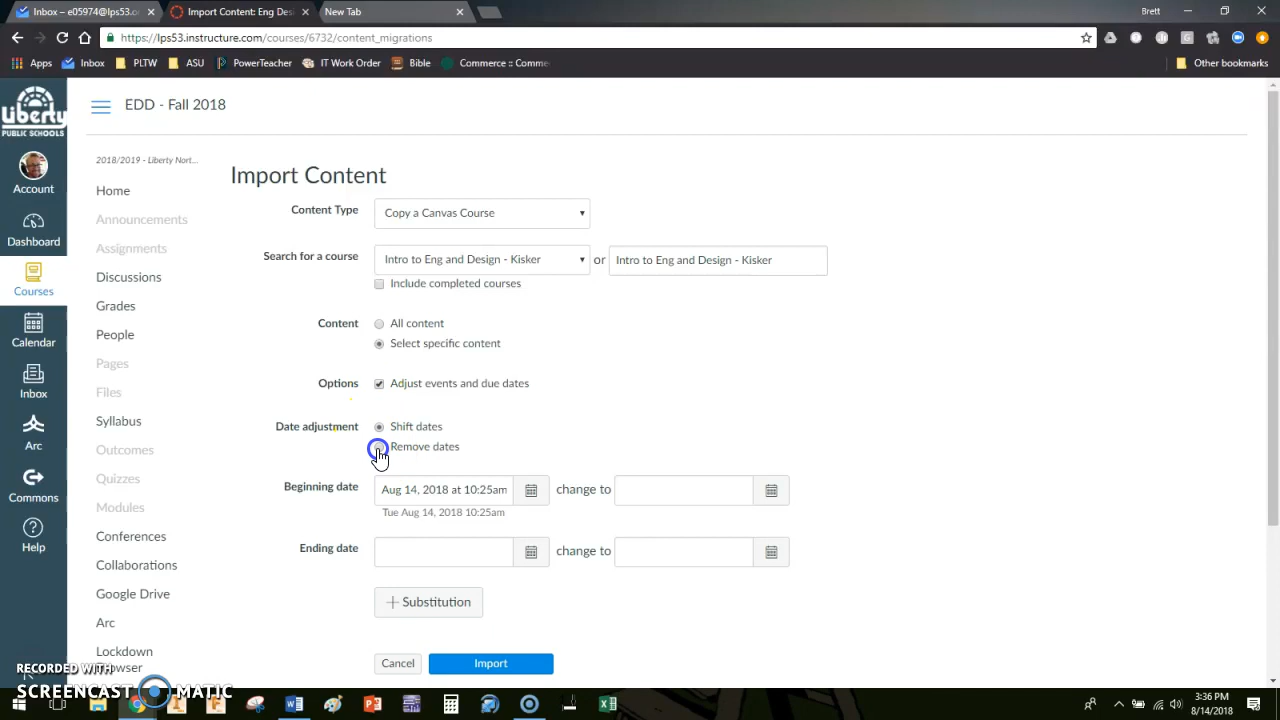 Inbox – e05974@lps53.o
Import Content: Eng Des
New Tab
Brett
https://lps53.instructure.com/courses/6732/content_migrations
Apps
Inbox
PLTW
ASU
PowerTeacher
IT Work Order
Bible
Commerce :: Comme
Other bookmarks
Liberty
PUBLIC SCHOOLS
EDD - Fall 2018
2018/2019 - Liberty Nort...
Account
Dashboard
Courses
Calendar
Inbox
Arc
Commons
Help
Home
Announcements
Assignments
Discussions
Grades
People
Pages
Files
Syllabus
Outcomes
Quizzes
Modules
Conferences
Collaborations
Google Drive
Arc
Lockdown
Browser
Import Content
Content Type
Copy a Canvas Course
Search for a course
Intro to Eng and Design - Kisker
or
Intro to Eng and Design - Kisker
Include completed courses
Content
All content
Select specific content
Options
Adjust events and due dates
Date adjustment
Shift dates
Remove dates
Beginning date
Aug 14, 2018 at 10:25am
change to
Tue Aug 14, 2018 10:25am
Ending date
change to
Substitution
Cancel
Import
RECORDED WITH
SCREENCAST MATIC
3:36 PM
8/14/2018